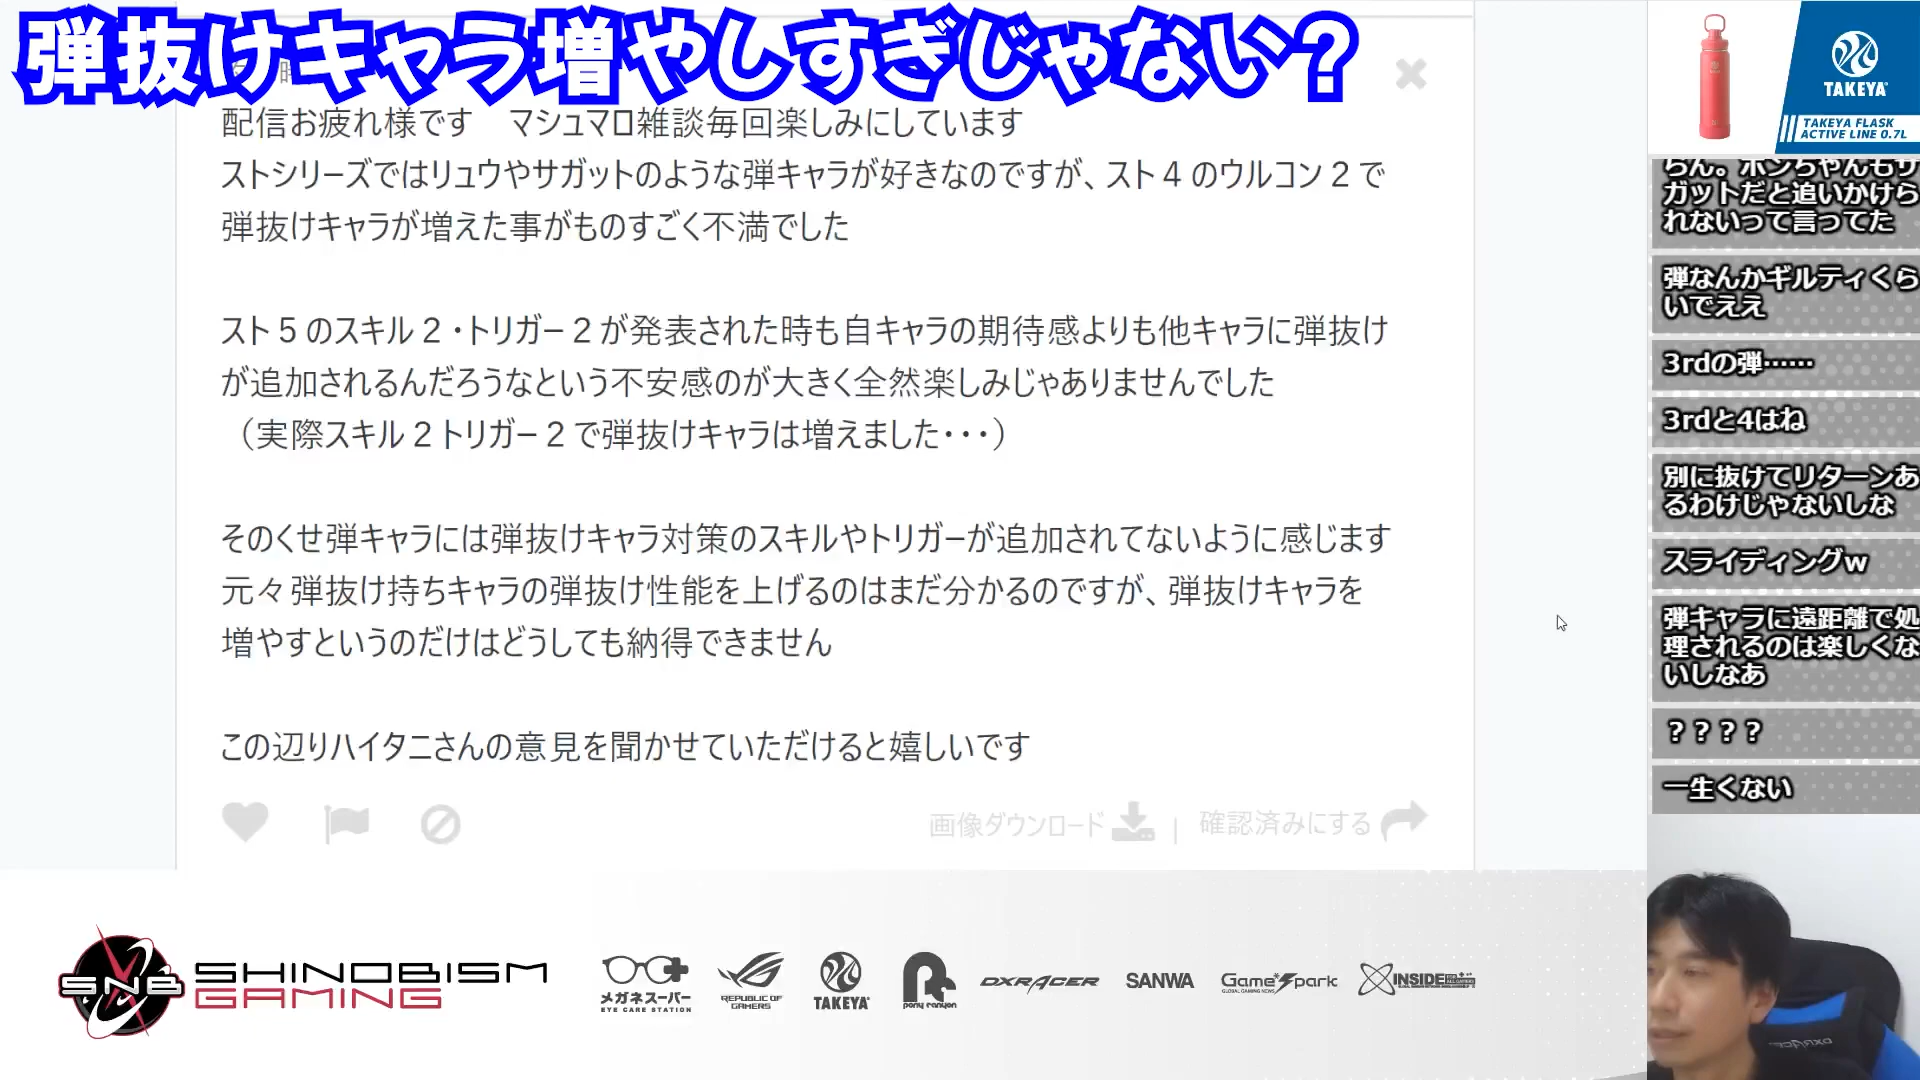 弾抜けキャラ増やしすぎじゃない？
配信お疲れ様です　マシュマロ雑談毎回楽しみにしています
ストシリーズではリュウやサガットのような弾キャラが好きなのですが、スト４のウルコン２で
弾抜けキャラが増えた事がものすごく不満でした
スト５のスキル２・トリガー２が発表された時も自キャラの期待感よりも他キャラに弾抜け
が追加されるんだろうなという不安感のが大きく全然楽しみじゃありませんでした
（実際スキル２トリガー２で弾抜けキャラは増えました・・・）
そのくせ弾キャラには弾抜けキャラ対策のスキルやトリガーが追加されてないように感じます
元々弾抜け持ちキャラの弾抜け性能を上げるのはまだ分かるのですが、弾抜けキャラを
増やすというのだけはどうしても納得できません
この辺りハイタニさんの意見を聞かせていただけると嬉しいです
画像ダウンロード | 確認済みにする
TAKEYA
TAKEYA FLASK
ACTIVE LINE 0.7L
らん。ボンちゃんもサ
ガットだと追いかけら
れないって言ってた
弾なんかギルティくら
いでええ
3rdの弾……
3rdと4はね
別に抜けてリターンあ
るわけじゃないしな
スライディングw
弾キャラに遠距離で処
理されるのは楽しくな
いしなあ
？？？？
一生くない
SNB SHINOBISM
GAMING
メガネスーパー
EYE CARE STATION
REPUBLIC OF
GAMERS
TAKEYA
pony canyon
DXRACER
SANWA
Game*Spark
INSIDE
DXRACER